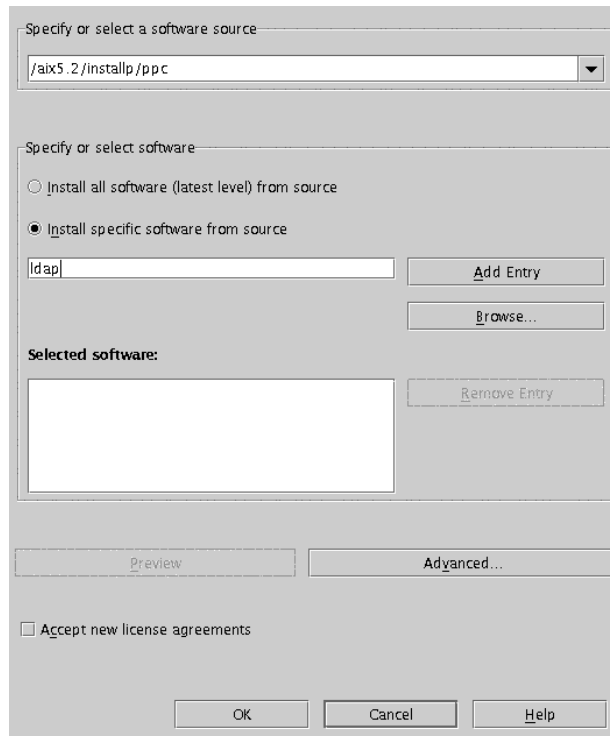 Specify or select a software source
/aix5.2/installp/ppc
Specify or select software
Install all software (latest level) from source
Install specific software from source
ldap
Add Entry
Browse...
Selected software:
Remove Entry
Preview
Advanced...
Accept new license agreements
OK
Cancel
Help